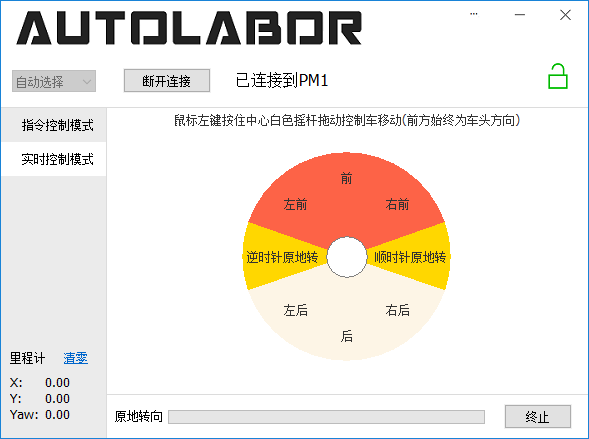 AUTOLABOR
自动选择
断开连接
已连接到PM1
指令控制模式
实时控制模式
鼠标左键按住中心白色摇杆拖动控制车移动(前方始终为车头方向)
前
左前
右前
逆时针原地转
顺时针原地转
左后
右后
后
里程计 清零
X: 0.00
Y: 0.00
Yaw: 0.00
原地转向
终止